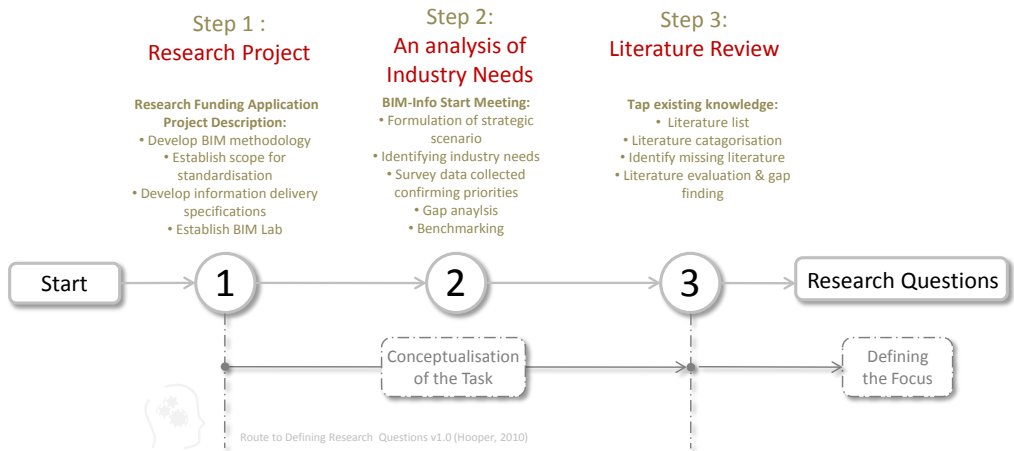 Step 1 :
Research Project
Step 2:
An analysis of
Industry Needs
Step 3:
Literature Review
Research Funding Application
Project Description:
• Develop BIM methodology
• Establish scope for
standardisation
• Develop information delivery
specifications
• Establish BIM Lab
BIM-Info Start Meeting:
• Formulation of strategic
scenario
• Identifying industry needs
• Survey data collected
confirming priorities
• Gap anaylsis
• Benchmarking
Tap existing knowledge:
• Literature list
• Literature catagorisation
• Identify missing literature
• Literature evaluation & gap
finding
Start
1
2
3
Research Questions
Conceptualisation
of the Task
Defining
the Focus
Route to Defining Research Questions v1.0 (Hooper, 2010)